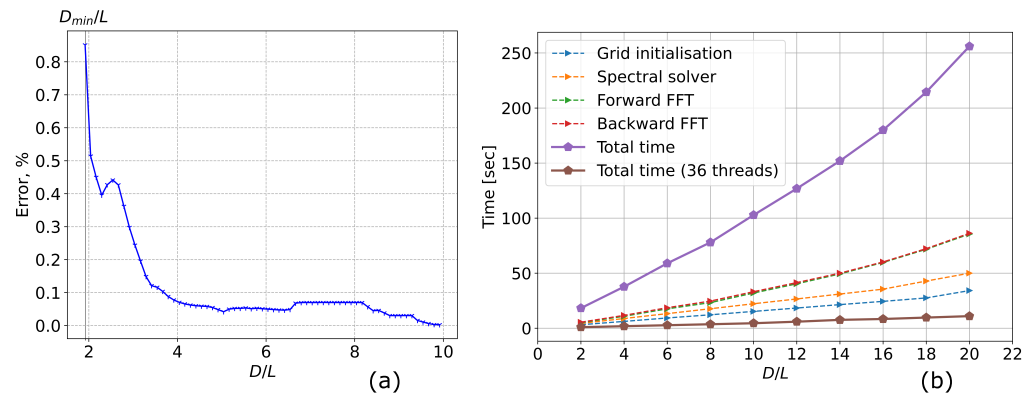 D_min/L
0.8
0.7
0.6
0.5
0.4
0.3
0.2
0.1
0.0
Error, %
2
4
6
8
10
D/L
(a)
250
200
150
100
50
0
Time [sec]
Grid initialisation
Spectral solver
Forward FFT
Backward FFT
Total time
Total time (36 threads)
0
2
4
6
8
10
12
14
16
18
20
22
D/L
(b)